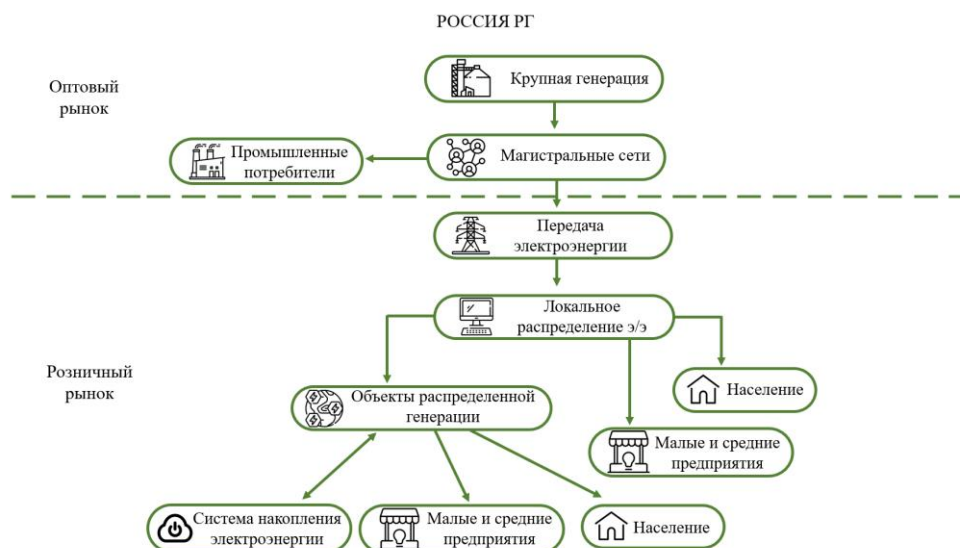 РОССИЯ РГ
Оптовый
рынок
Крупная генерация
Промышленные
потребители
Магистральные сети
Передача
электроэнергии
Локальное
распределение э/э
Розничный
рынок
Население
Объекты распределенной
генерации
Малые и средние
предприятия
Система накопления
электроэнергии
Малые и средние
предприятия
Население